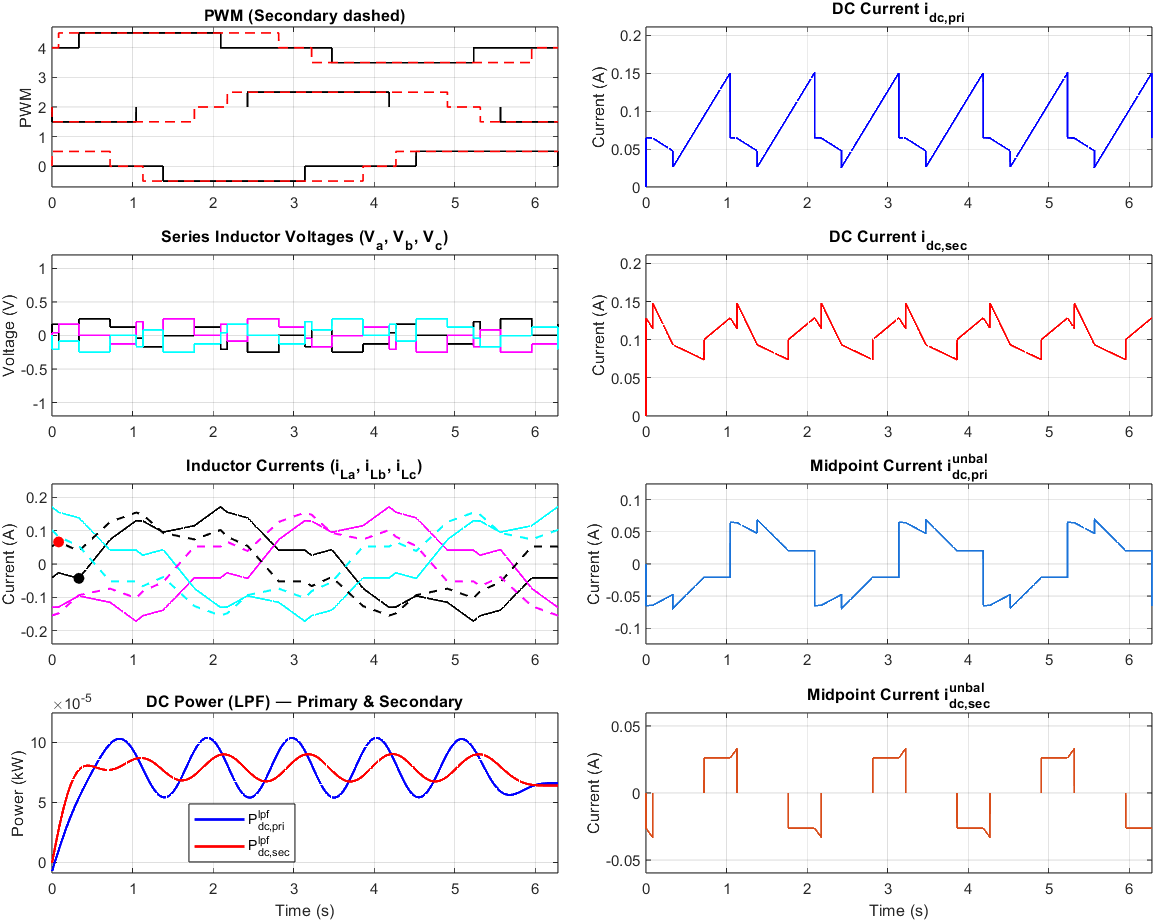 PWM (Secondary dashed)
PWM
4
3
2
1
0
0 1 2 3 4 5 6
DC Current i_dc,pri
Current (A)
0.2
0.15
0.1
0.05
0
0 1 2 3 4 5 6
Series Inductor Voltages (V_a, V_b, V_c)
Voltage (V)
1
0.5
0
-0.5
-1
0 1 2 3 4 5 6
DC Current i_dc,sec
Current (A)
0.2
0.15
0.1
0.05
0
0 1 2 3 4 5 6
Inductor Currents (i_La, i_Lb, i_Lc)
Current (A)
0.2
0.1
0
-0.1
-0.2
0 1 2 3 4 5 6
Midpoint Current i_dc,pri^unbal
Current (A)
0.1
0.05
0
-0.05
-0.1
0 1 2 3 4 5 6
×10^-5
DC Power (LPF) — Primary & Secondary
Power (kW)
10
5
0
P_dc,pri^lpf
P_dc,sec^lpf
0 1 2 3 4 5 6
Time (s)
Midpoint Current i_dc,sec^unbal
Current (A)
0.05
0
-0.05
0 1 2 3 4 5 6
Time (s)